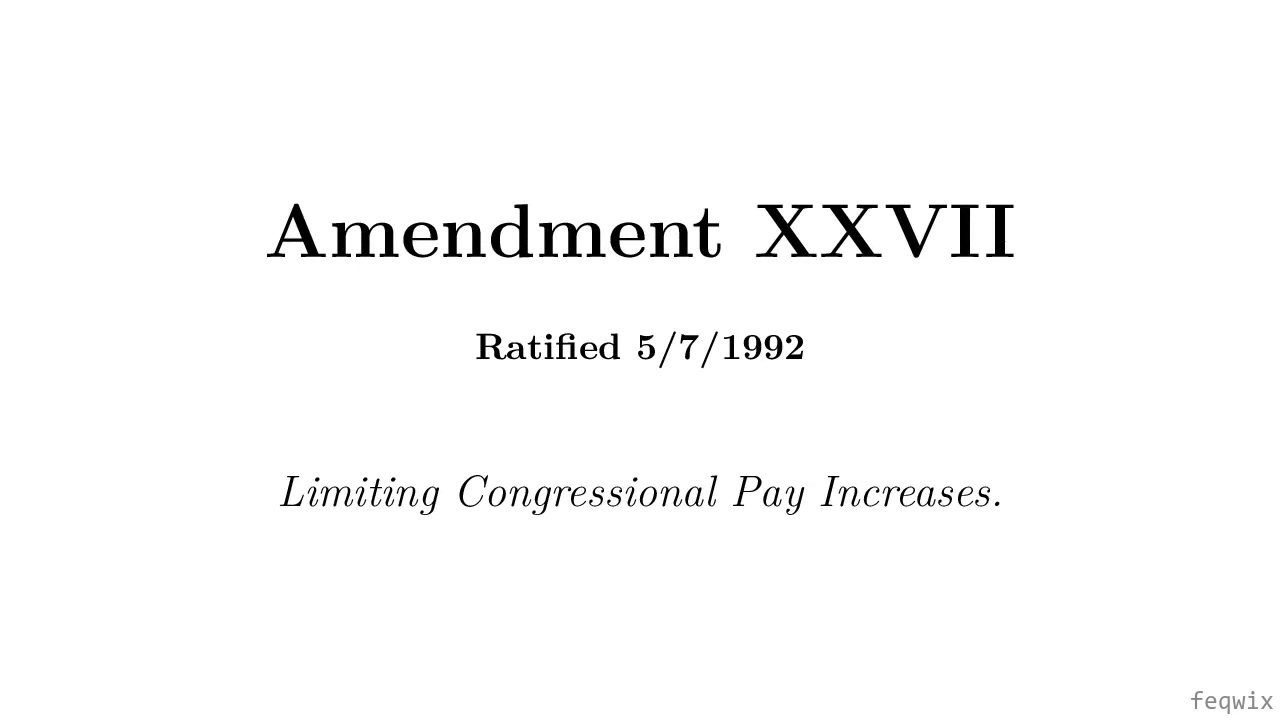 Amendment XXVII
Ratified 5/7/1992
Limiting Congressional Pay Increases.
feqwix